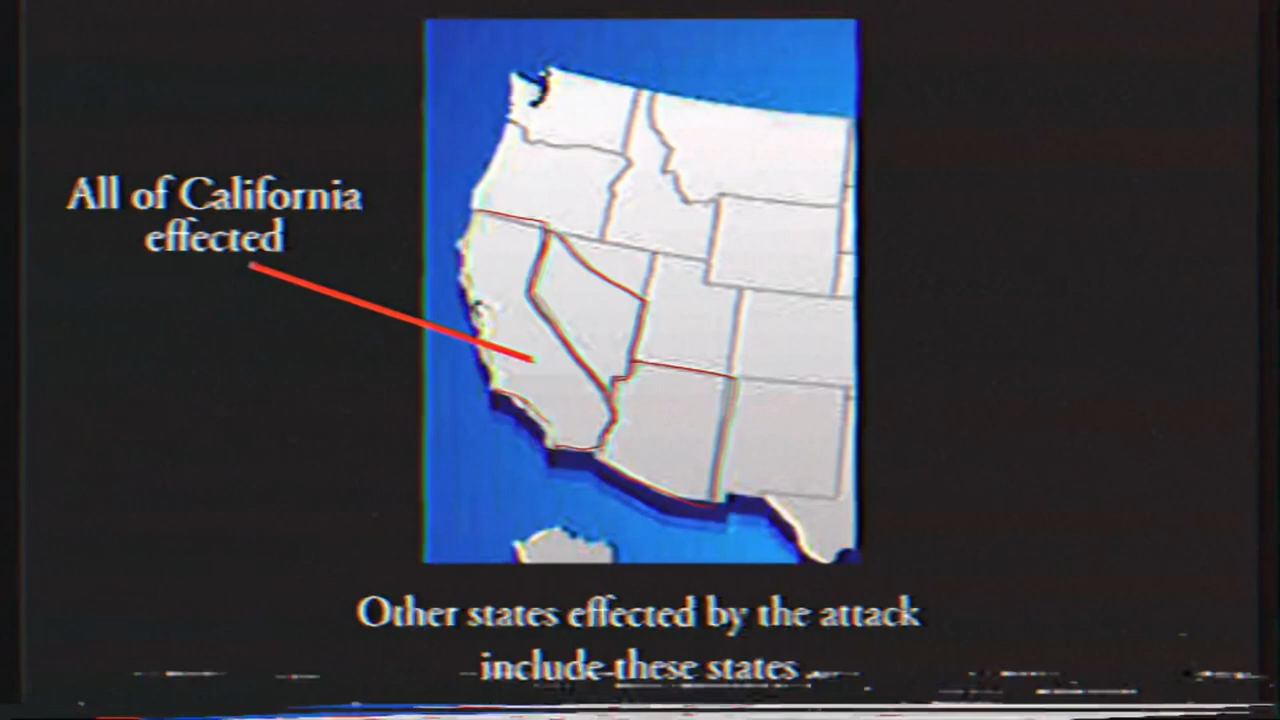 All of California
effected
Other states effected by the attack
include these states